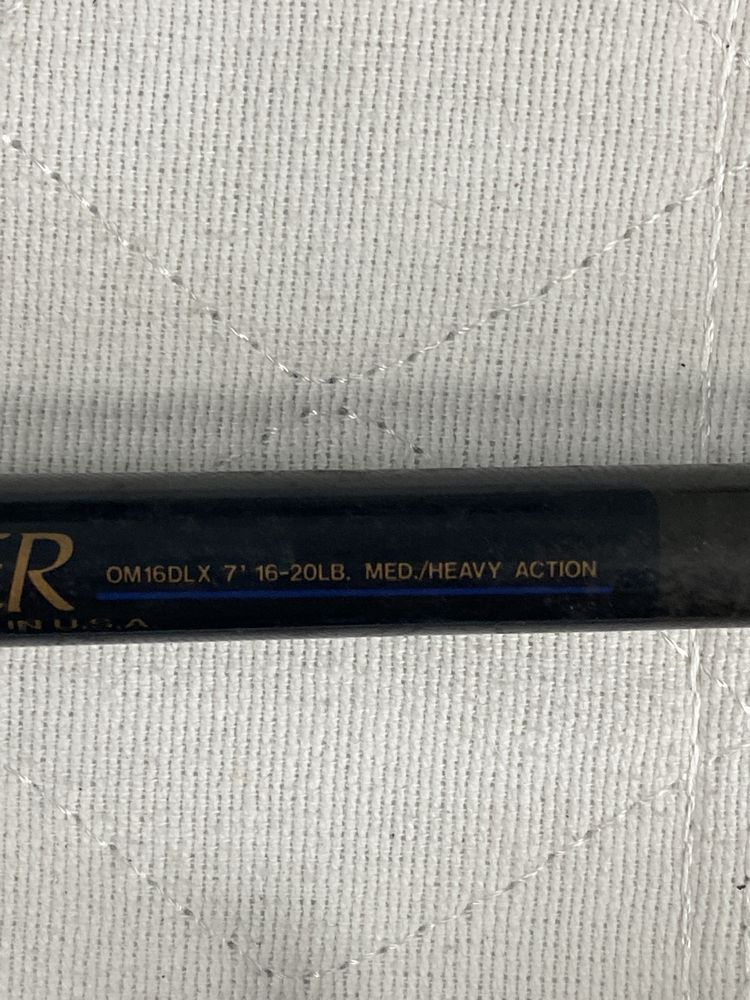 ER OM16DLX 7' 16-20LB. MED./HEAVY ACTION
IN U.S.A